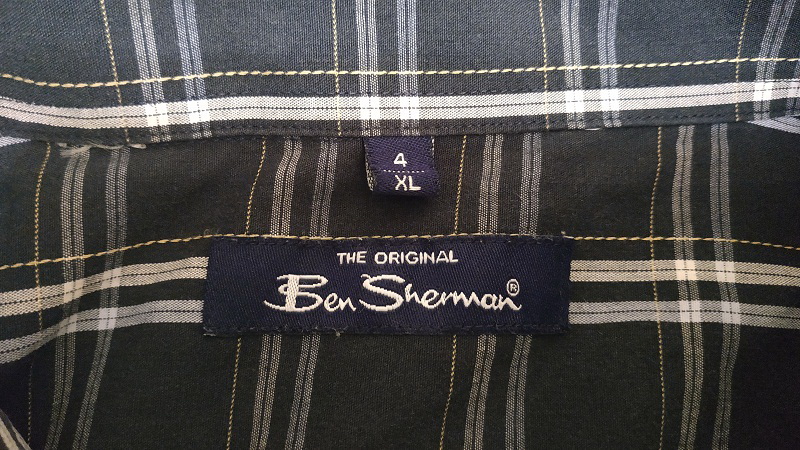 4
XL
THE ORIGINAL
Ben Sherman®